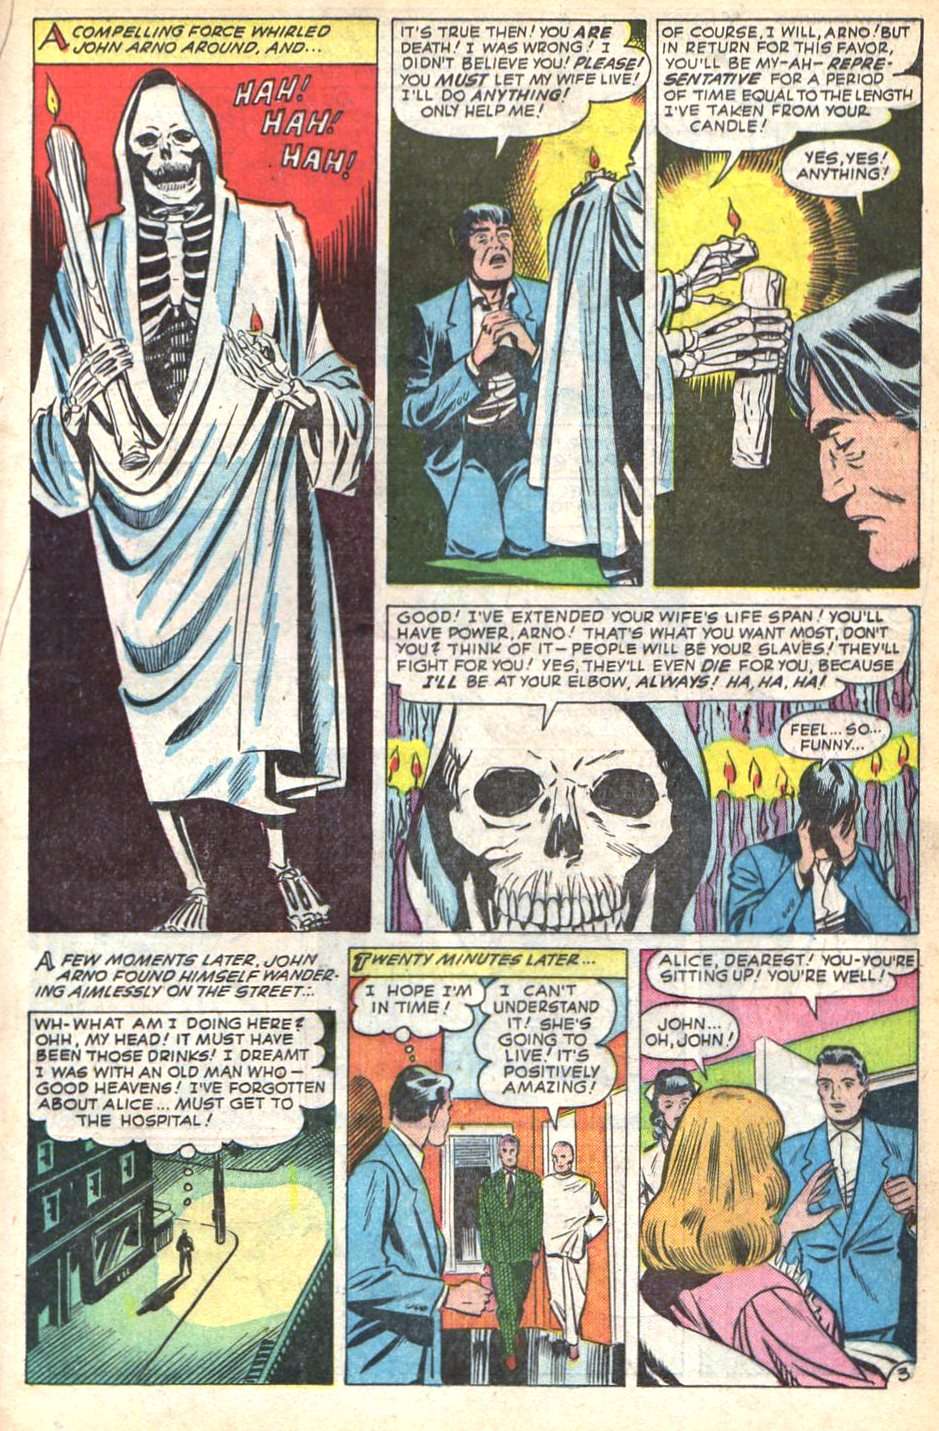 A COMPELLING FORCE WHIRLED
JOHN ARNO AROUND, AND...
HAH!
HAH!
HAH!
IT'S TRUE THEN! YOU ARE
DEATH! I WAS WRONG! I
DIDN'T BELIEVE YOU! PLEASE!
YOU MUST LET MY WIFE LIVE!
I'LL DO ANYTHING!
ONLY HELP ME!
OF COURSE, I WILL, ARNO! BUT
IN RETURN FOR THIS FAVOR,
YOU'LL BE MY-AH-REPRE-
SENTATIVE FOR A PERIOD
OF TIME EQUAL TO THE LENGTH
I'VE TAKEN FROM YOUR
CANDLE!
YES, YES!
ANYTHING!
GOOD! I'VE EXTENDED YOUR WIFE'S LIFE SPAN! YOU'LL
HAVE POWER, ARNO! THAT'S WHAT YOU WANT MOST, DON'T
YOU? THINK OF IT-PEOPLE WILL BE YOUR SLAVES! THEY'LL
FIGHT FOR YOU! YES, THEY'LL EVEN DIE FOR YOU, BECAUSE
I'LL BE AT YOUR ELBOW, ALWAYS! HA, HA, HA!
FEEL... SO...
FUNNY...
A FEW MOMENTS LATER, JOHN
ARNO FOUND HIMSELF WANDER-
ING AIMLESSLY ON THE STREET...
WH-WHAT AM I DOING HERE?
OHH, MY HEAD! IT MUST HAVE
BEEN THOSE DRINKS! I DREAMT
I WAS WITH AN OLD MAN WHO-
GOOD HEAVENS! I'VE FORGOTTEN
ABOUT ALICE... MUST GET TO
THE HOSPITAL!
TWENTY MINUTES LATER...
I HOPE I'M
IN TIME!
I CAN'T
UNDERSTAND
IT! SHE'S
GOING TO
LIVE! IT'S
POSITIVELY
AMAZING!
ALICE, DEAREST! YOU-YOU'RE
SITTING UP! YOU'RE WELL!
JOHN...
OH, JOHN!
3